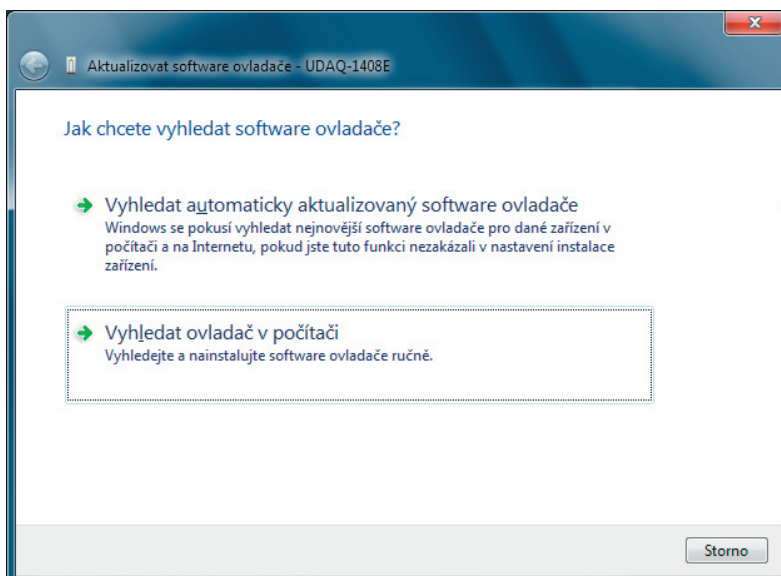 Aktualizovat software ovladače - UDAQ-1408E
Jak chcete vyhledat software ovladače?
Vyhledat automaticky aktualizovaný software ovladače
Windows se pokusí vyhledat nejnovější software ovladače pro dané zařízení v
počítači a na Internetu, pokud jste tuto funkci nezakázali v nastavení instalace
zařízení.
Vyhledat ovladač v počítači
Vyhledejte a nainstalujte software ovladače ručně.
Storno